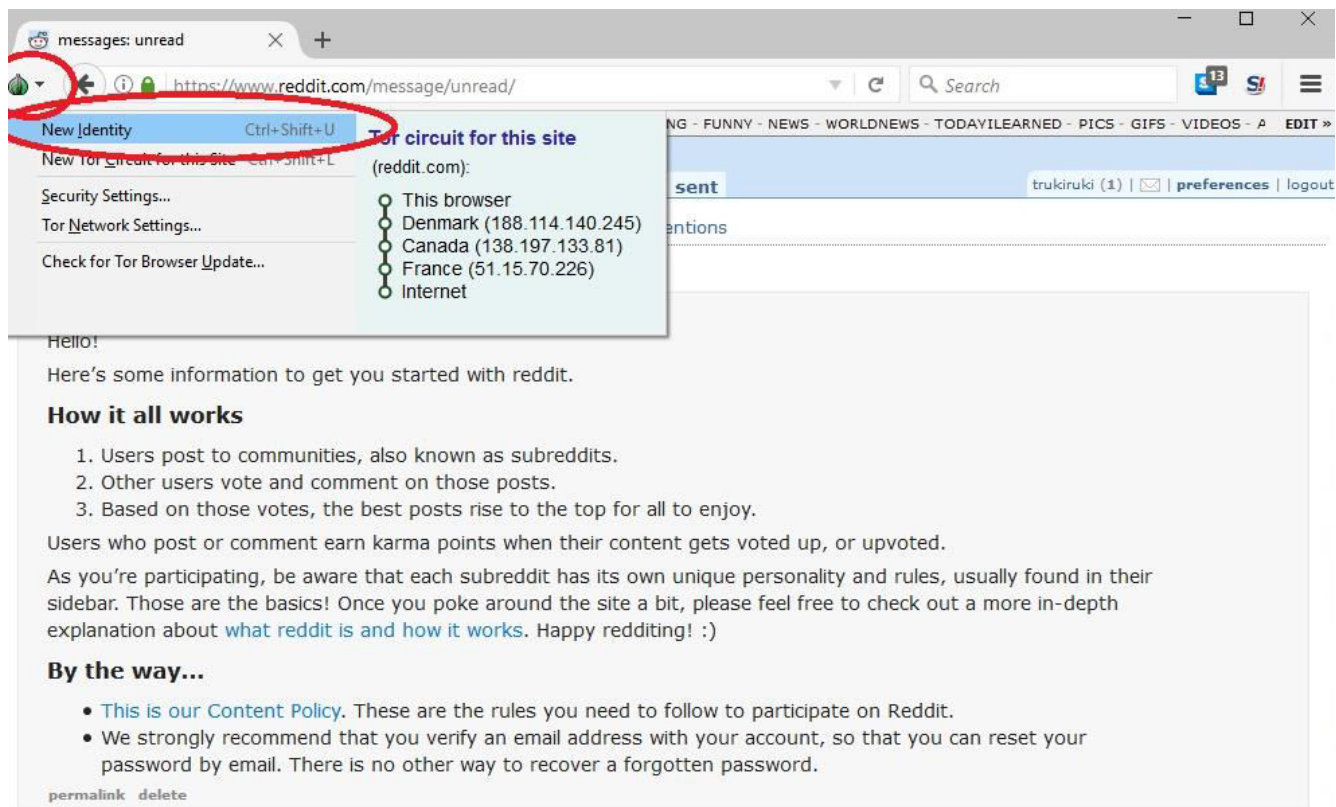 messages: unread
https://www.reddit.com/message/unread/
Search
13
S!
New Identity Ctrl+Shift+U
New Tor Circuit for this Site Ctrl+Shift+L
Security Settings...
Tor Network Settings...
Check for Tor Browser Update...
Tor circuit for this site
(reddit.com):
This browser
Denmark (188.114.140.245)
Canada (138.197.133.81)
France (51.15.70.226)
Internet
NG - FUNNY - NEWS - WORLDNEWS - TODAYILEARNED - PICS - GIFS - VIDEOS - A EDIT »
sent
trukiruki (1) | preferences | logout
entions
Hello!
Here's some information to get you started with reddit.
How it all works
1. Users post to communities, also known as subreddits.
2. Other users vote and comment on those posts.
3. Based on those votes, the best posts rise to the top for all to enjoy.
Users who post or comment earn karma points when their content gets voted up, or upvoted.
As you're participating, be aware that each subreddit has its own unique personality and rules, usually found in their
sidebar. Those are the basics! Once you poke around the site a bit, please feel free to check out a more in-depth
explanation about what reddit is and how it works. Happy redditing! :)
By the way...
• This is our Content Policy. These are the rules you need to follow to participate on Reddit.
• We strongly recommend that you verify an email address with your account, so that you can reset your
password by email. There is no other way to recover a forgotten password.
permalink delete